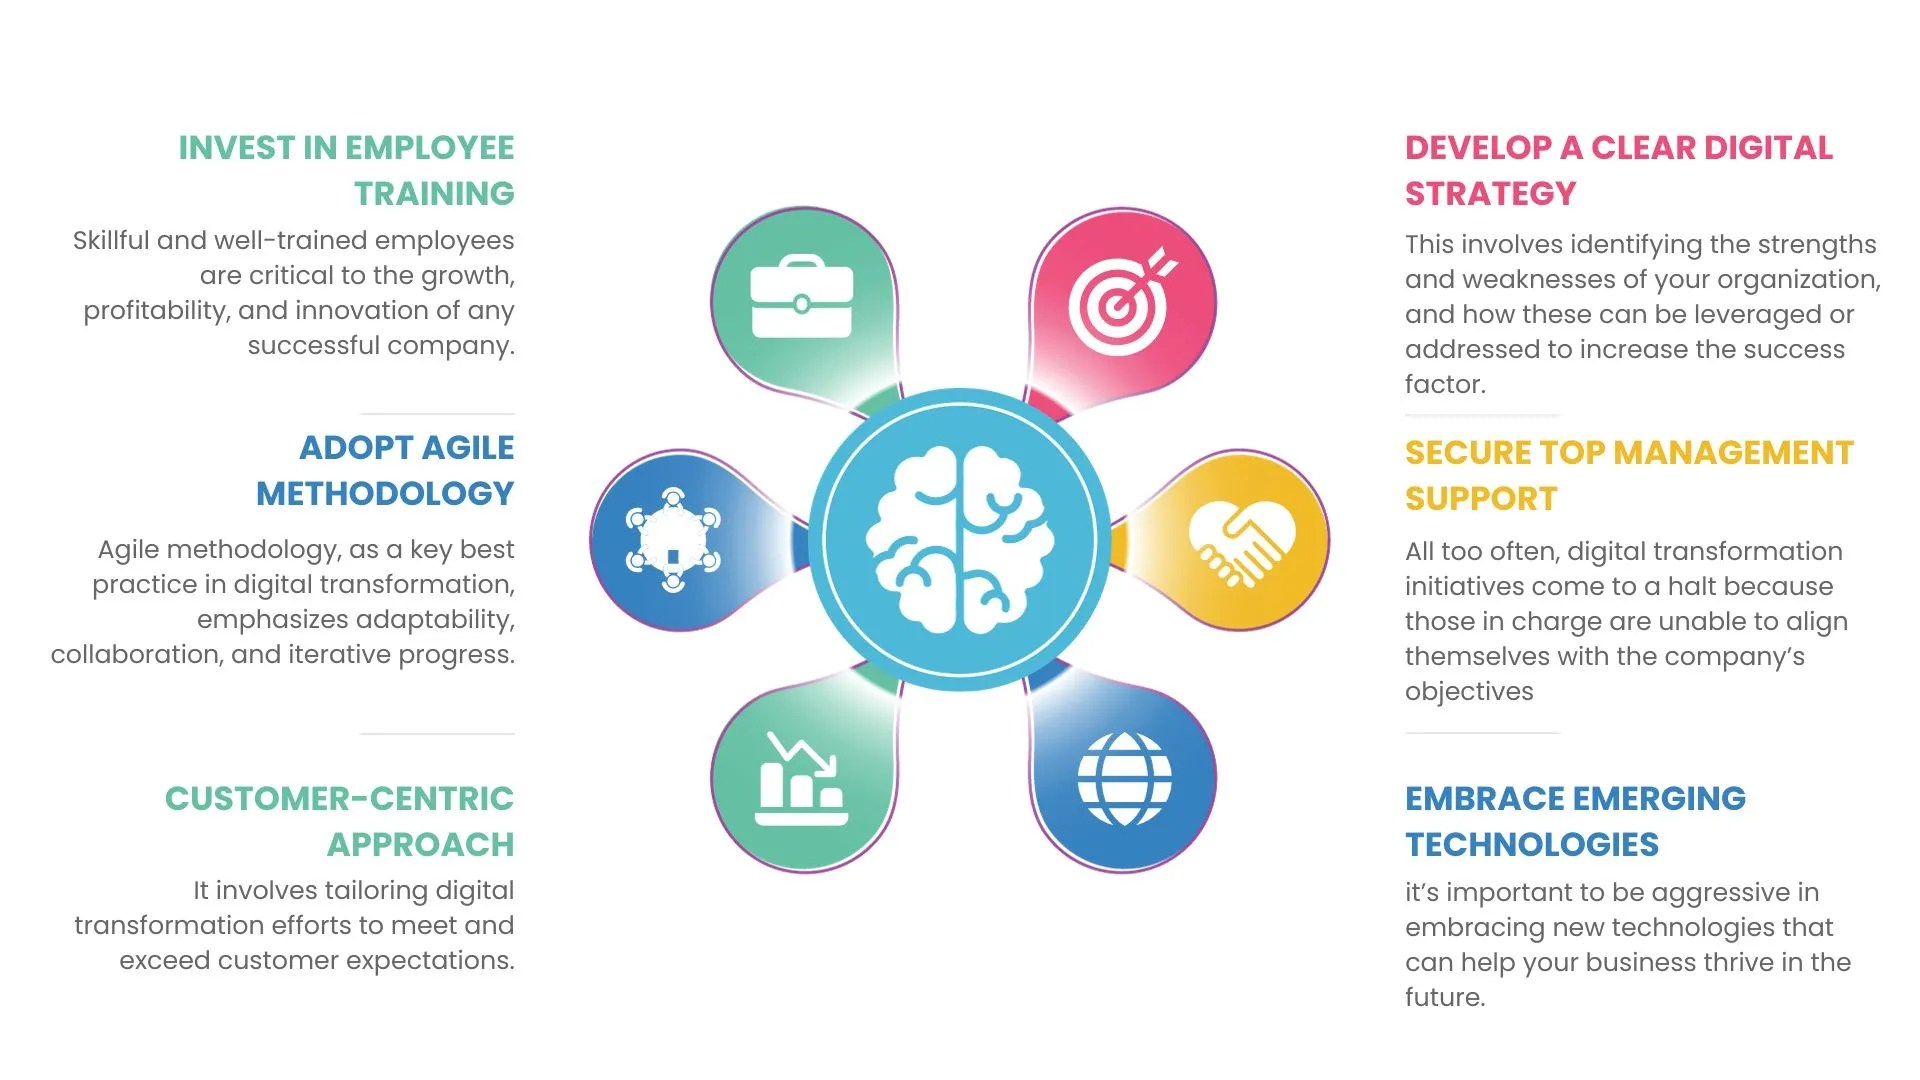 INVEST IN EMPLOYEE
TRAINING
Skillful and well-trained employees
are critical to the growth,
profitability, and innovation of any
successful company.
ADOPT AGILE
METHODOLOGY
Agile methodology, as a key best
practice in digital transformation,
emphasizes adaptability,
collaboration, and iterative progress.
CUSTOMER-CENTRIC
APPROACH
It involves tailoring digital
transformation efforts to meet and
exceed customer expectations.
DEVELOP A CLEAR DIGITAL
STRATEGY
This involves identifying the strengths
and weaknesses of your organization,
and how these can be leveraged or
addressed to increase the success
factor.
SECURE TOP MANAGEMENT
SUPPORT
All too often, digital transformation
initiatives come to a halt because
those in charge are unable to align
themselves with the company’s
objectives
EMBRACE EMERGING
TECHNOLOGIES
it’s important to be aggressive in
embracing new technologies that
can help your business thrive in the
future.